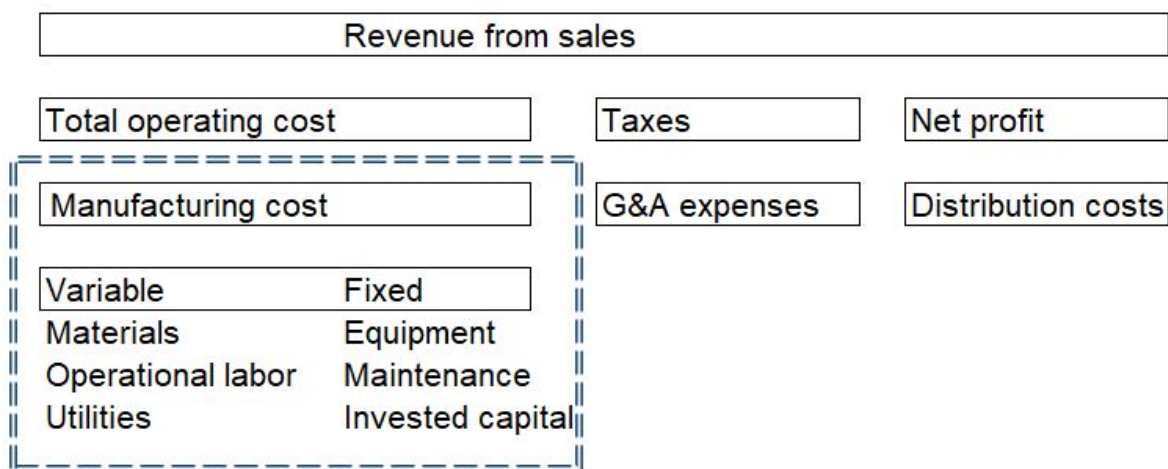 Revenue from sales
Total operating cost Taxes Net profit
Manufacturing cost G&A expenses Distribution costs
Variable Fixed
Materials Equipment
Operational labor Maintenance
Utilities Invested capital